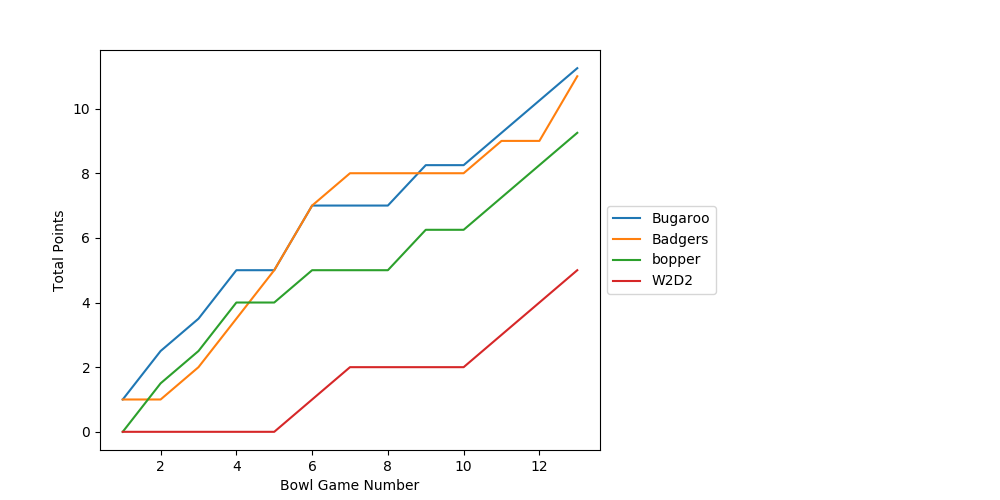 10
8
6
4
2
0
Total Points
2 4 6 8 10 12
Bowl Game Number
Bugaroo
Badgers
bopper
W2D2